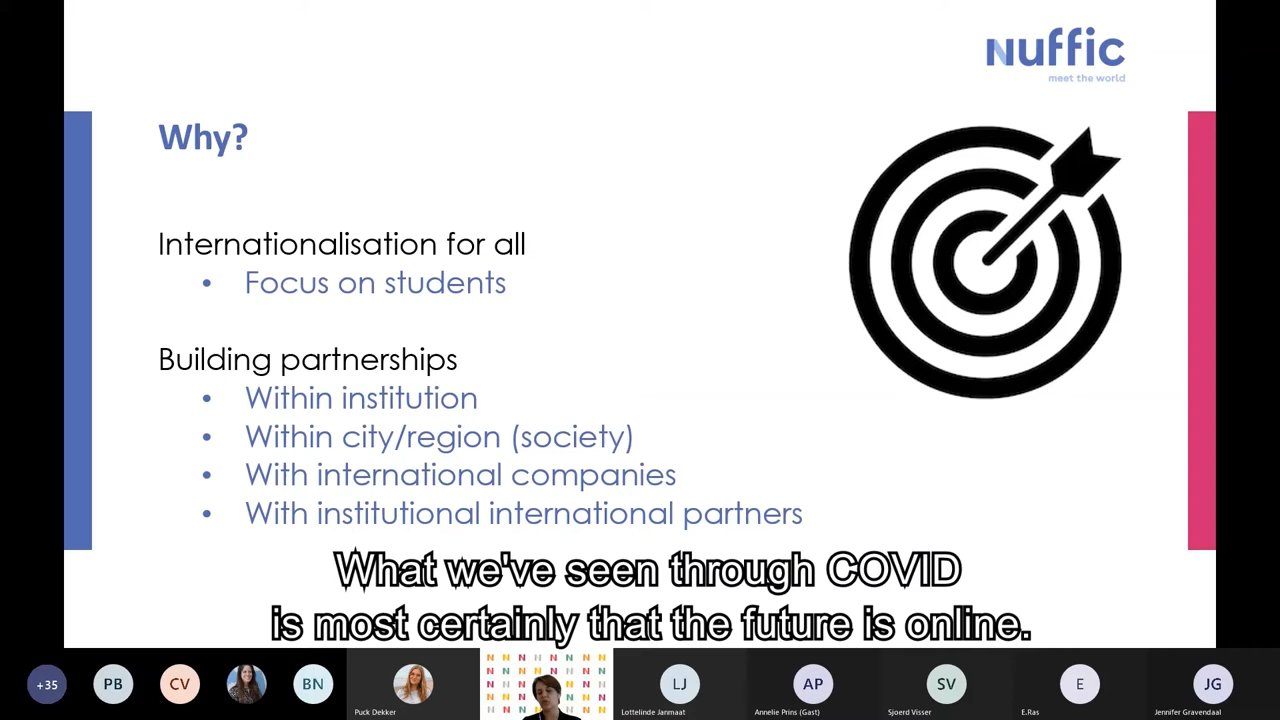 Nuffic
meet the world
Why?
Internationalisation for all
• Focus on students
Building partnerships
• Within institution
• Within city/region (society)
• With international companies
• With institutional international partners
What we've seen through COVID
is most certainly that the future is online.
+35
PB
CV
BN
Puck Dekker
LJ
Lottelinde Janmaat
AP
Annelie Prins (Gast)
SV
Sjoerd Visser
E
E.Ras
JG
Jennifer Gravendaal